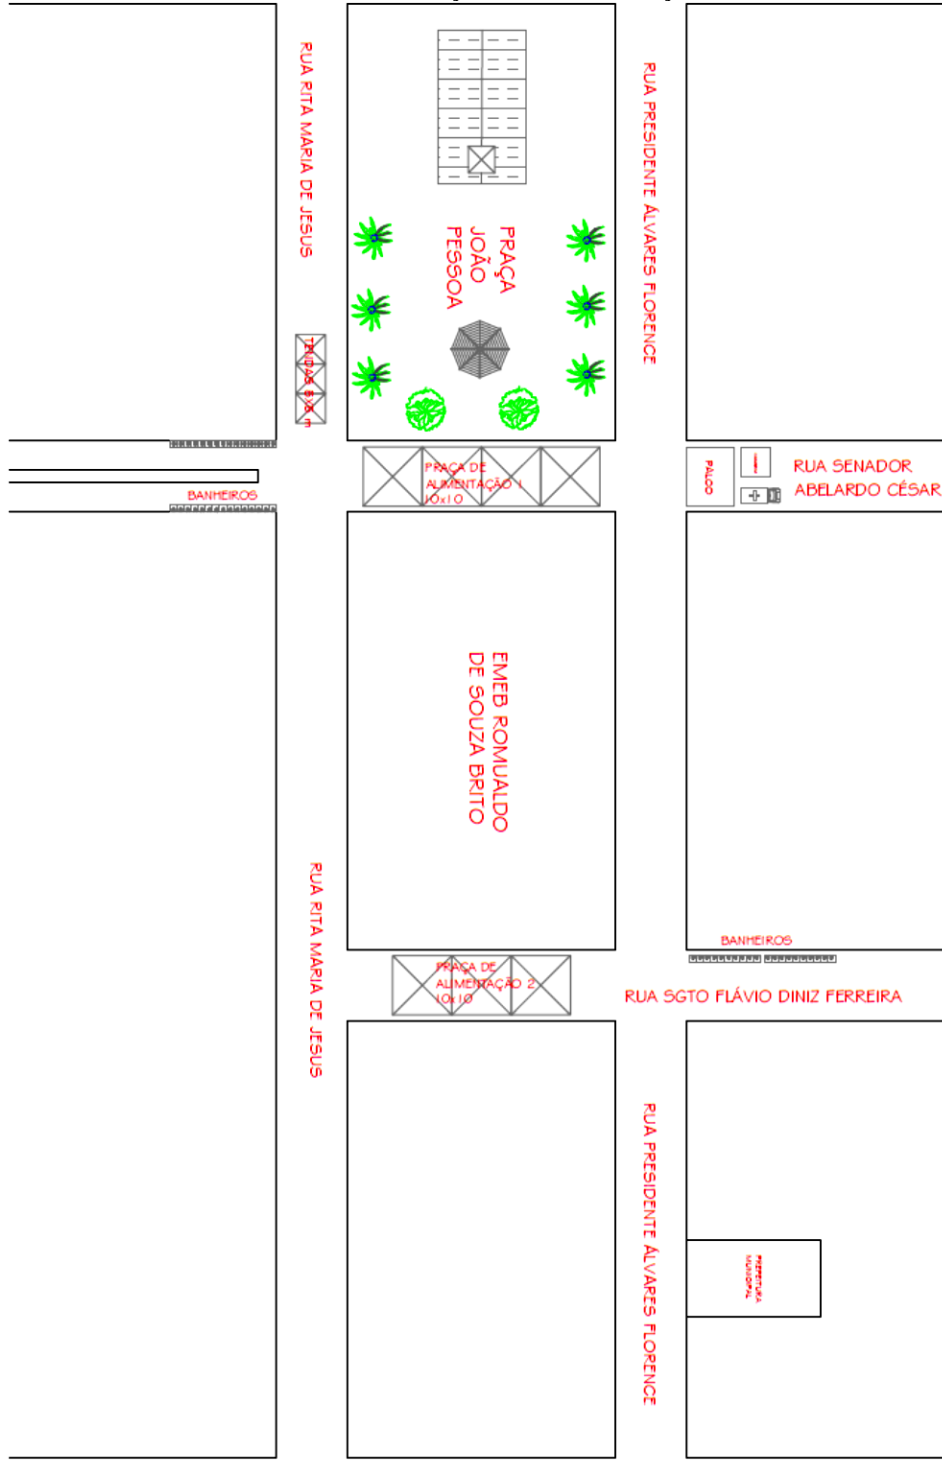 RUA RITA MARIA DE JESUS
RUA PRESIDENTE ÁLVARES FLORENCE
PRAÇA
JOÃO
PESSOA
TENDAS 5x5 m
PRAÇA DE
ALIMENTAÇÃO 1
10x10
PALCO
RUA SENADOR
ABELARDO CÉSAR
BANHEIROS
EMEB ROMUALDO
DE SOUZA BRITO
RUA RITA MARIA DE JESUS
BANHEIROS
PRAÇA DE
ALIMENTAÇÃO 2
10x10
RUA SGTO FLÁVIO DINIZ FERREIRA
RUA PRESIDENTE ÁLVARES FLORENCE
PREFEITURA
MUNICIPAL